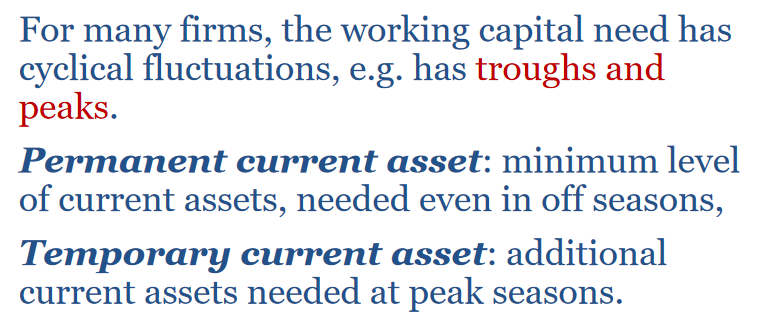 For many firms, the working capital need has
cyclical fluctuations, e.g. has troughs and
peaks.
Permanent current asset: minimum level
of current assets, needed even in off seasons,
Temporary current asset: additional
current assets needed at peak seasons.